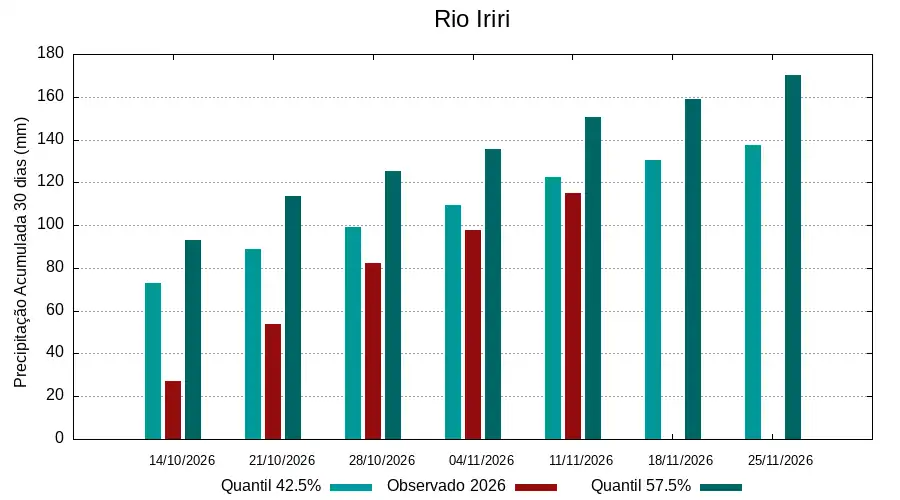 Rio Iriri
Precipitação Acumulada 30 dias (mm)
180
160
140
120
100
80
60
40
20
0
14/10/2026 21/10/2026 28/10/2026 04/11/2026 11/11/2026 18/11/2026 25/11/2026
Quantil 42.5% Observado 2026 Quantil 57.5%